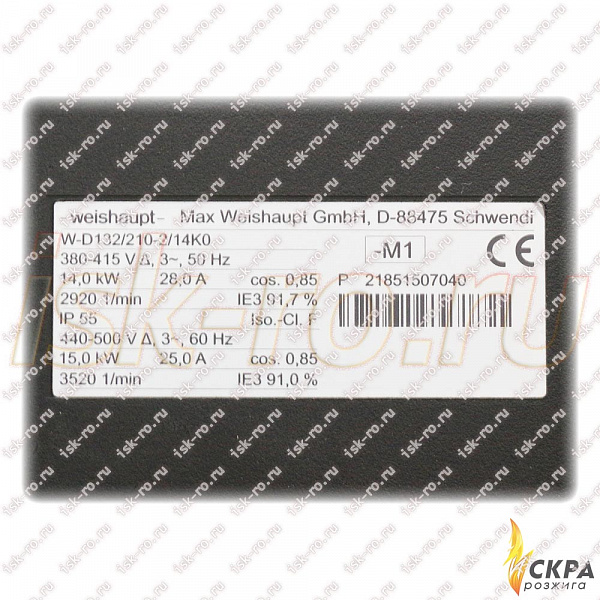 -weishaupt- Max Weishaupt GmbH, D-88475 Schwendi
W-D132/210-2/14K0
-M1
CE
380-415 V Δ, 3~, 50 Hz
14,0 kW 28,0 A cos. 0,85
P 21851507040
2920 1/min IE3 91,7 %
IP 55 Iso.-Cl. F
440-500 V Δ, 3~, 60 Hz
15,0 kW 25,0 A cos. 0,85
3520 1/min IE3 91,0 %
isk-ro.ru
ИСКРА
розжига